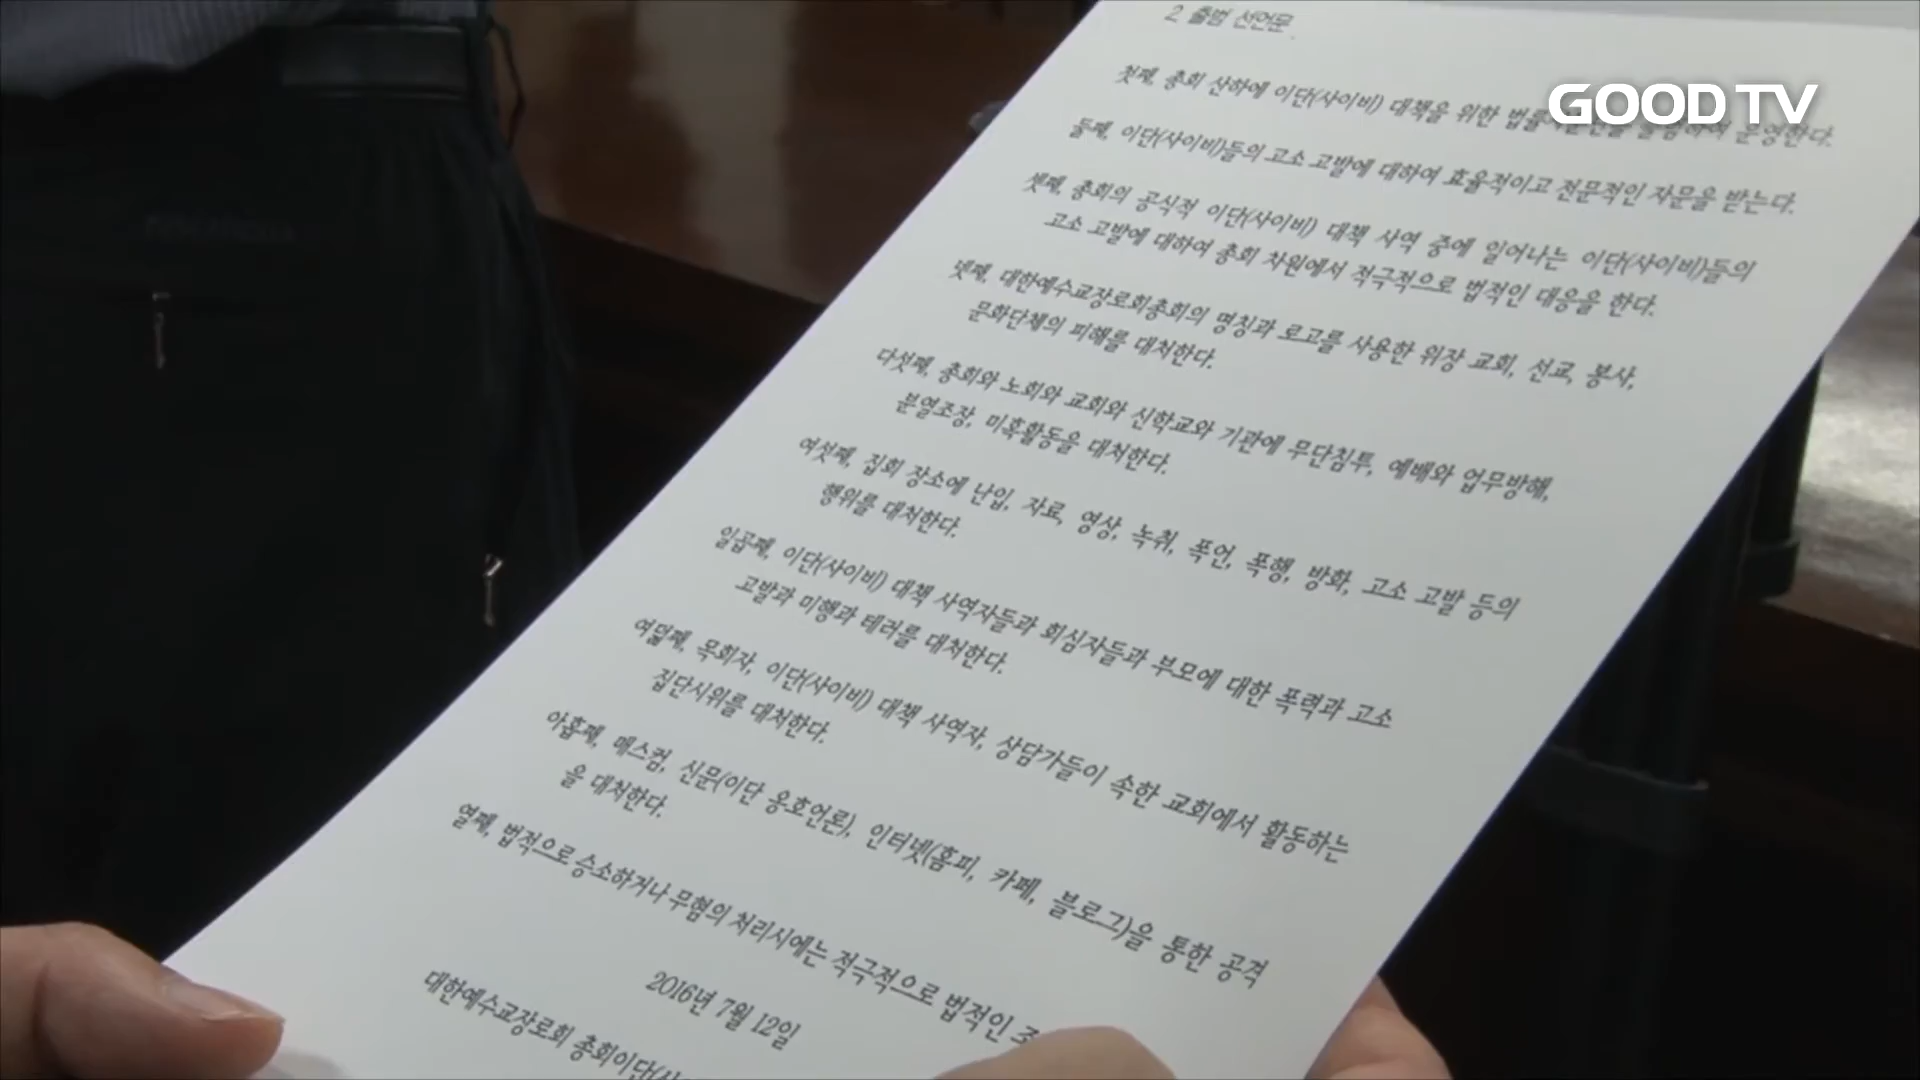 2. 출범 선언문
GOOD TV
첫째, 총회 산하에 이단(사이비) 대책을 위한 운영한다.
둘째, 이단(사이비)들의 고소 고발에 대하여 효율적이고 전문적인 자문을 받는다.
셋째, 총회의 공식적 이단(사이비) 대책 사역 중에 일어나는 이단(사이비)들의
고소 고발에 대하여 총회 차원에서 적극적으로 법적인 대응을 한다.
넷째, 대한예수교장로회총회의 명칭과 로고를 사용한 위장 교회, 선교, 봉사,
문화단체의 피해를 대처한다.
다섯째, 총회와 노회와 교회와 신학교와 기관에 무단침투, 예배와 업무방해,
분열조장, 미혹활동을 대처한다.
여섯째, 집회 장소에 난입, 자료, 영상, 녹취, 폭언, 폭행, 방화, 고소 고발 등의
행위를 대처한다.
일곱째, 이단(사이비) 대책 사역자들과 회심자들과 부모에 대한 폭력과 고소
고발과 미행과 테러를 대처한다.
여덟째, 목회자, 이단(사이비) 대책 사역자, 상담가들이 속한 교회에서 활동하는
집단시위를 대처한다.
아홉째, 매스컴, 신문(이단 옹호언론), 인터넷(홈피, 카페, 블로그)을 통한 공격
을 대처한다.
열째, 법적으로 승소하거나 무혐의 처리시에는 적극적으로 법적인
2016년 7월 12일
대한예수교장로회 총회이단(사